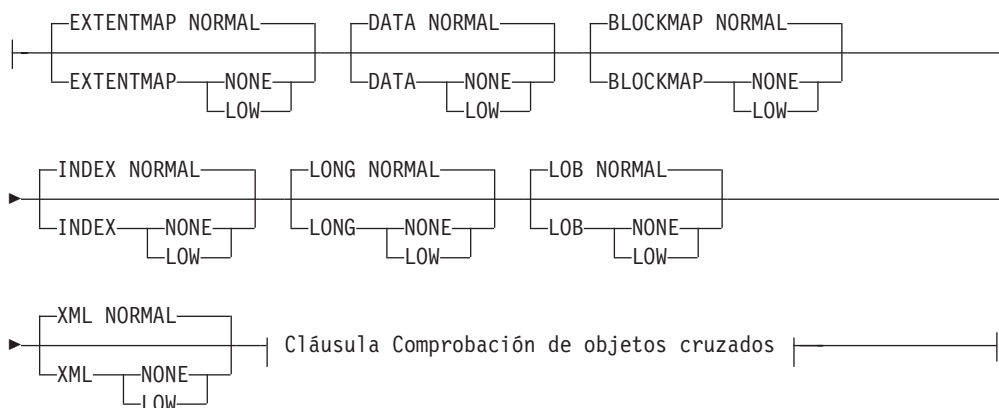 EXTENTMAP NORMAL DATA NORMAL BLOCKMAP NORMAL
EXTENTMAP NONE DATA NONE BLOCKMAP NONE
LOW LOW LOW
INDEX NORMAL LONG NORMAL LOB NORMAL
INDEX NONE LONG NONE LOB NONE
LOW LOW LOW
XML NORMAL
Cláusula Comprobación de objetos cruzados
XML NONE
LOW